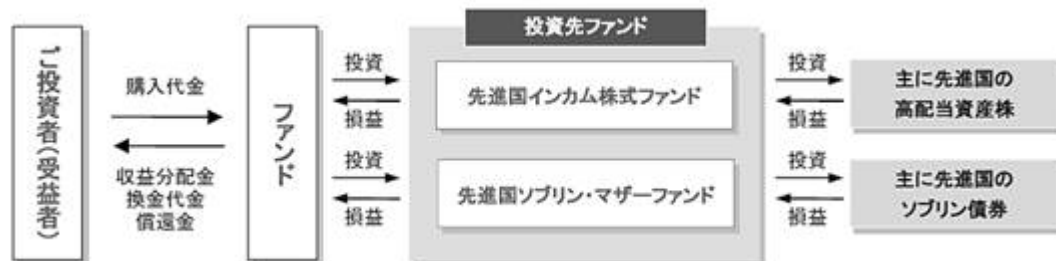 ご投資者(受益者)
購入代金
収益分配金
換金代金
償還金
ファンド
投資
損益
投資
損益
投資先ファンド
先進国インカム株式ファンド
先進国ソブリン・マザーファンド
投資
損益
投資
損益
主に先進国の
高配当資産株
主に先進国の
ソブリン債券